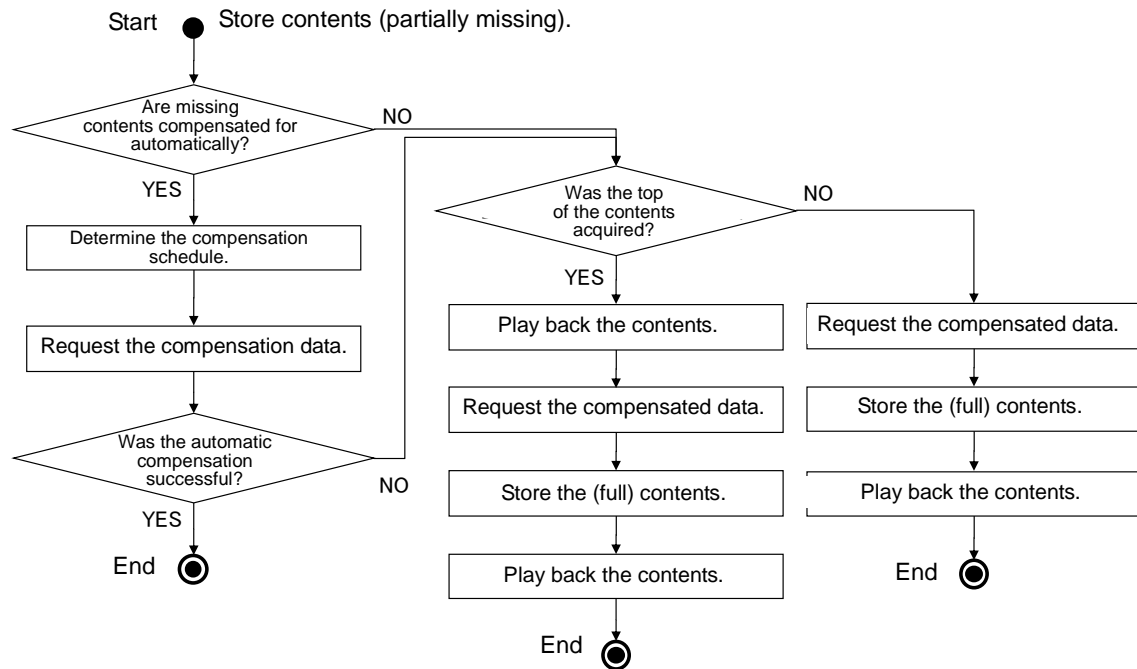 Start
Store contents (partially missing).
Are missing
contents compensated for
automatically?
NO
YES
Determine the compensation
schedule.
Request the compensation data.
Was the automatic
compensation
successful?
NO
YES
End
Was the top
of the contents
acquired?
NO
YES
Play back the contents.
Request the compensated data.
Store the (full) contents.
Play back the contents.
End
Request the compensated data.
Store the (full) contents.
Play back the contents.
End